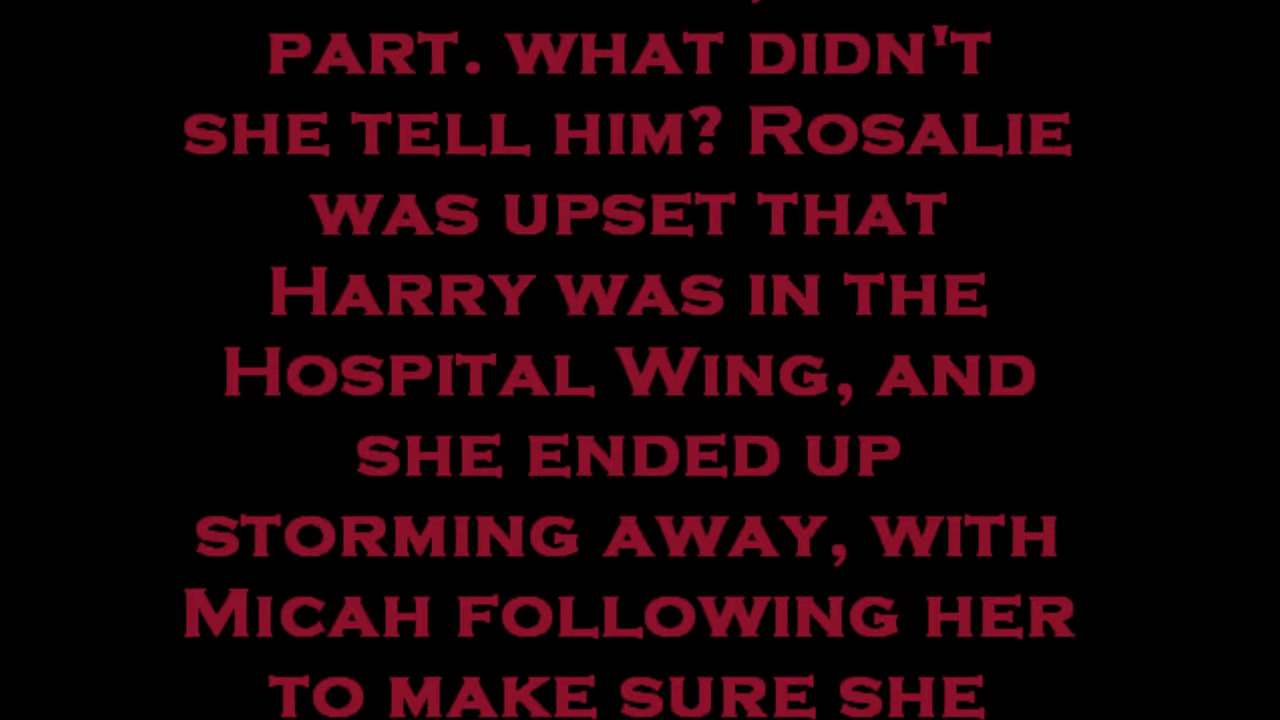 PART. WHAT DIDN'T
SHE TELL HIM? ROSALIE
WAS UPSET THAT
HARRY WAS IN THE
HOSPITAL WING, AND
SHE ENDED UP
STORMING AWAY, WITH
MICAH FOLLOWING HER
TO MAKE SURE SHE